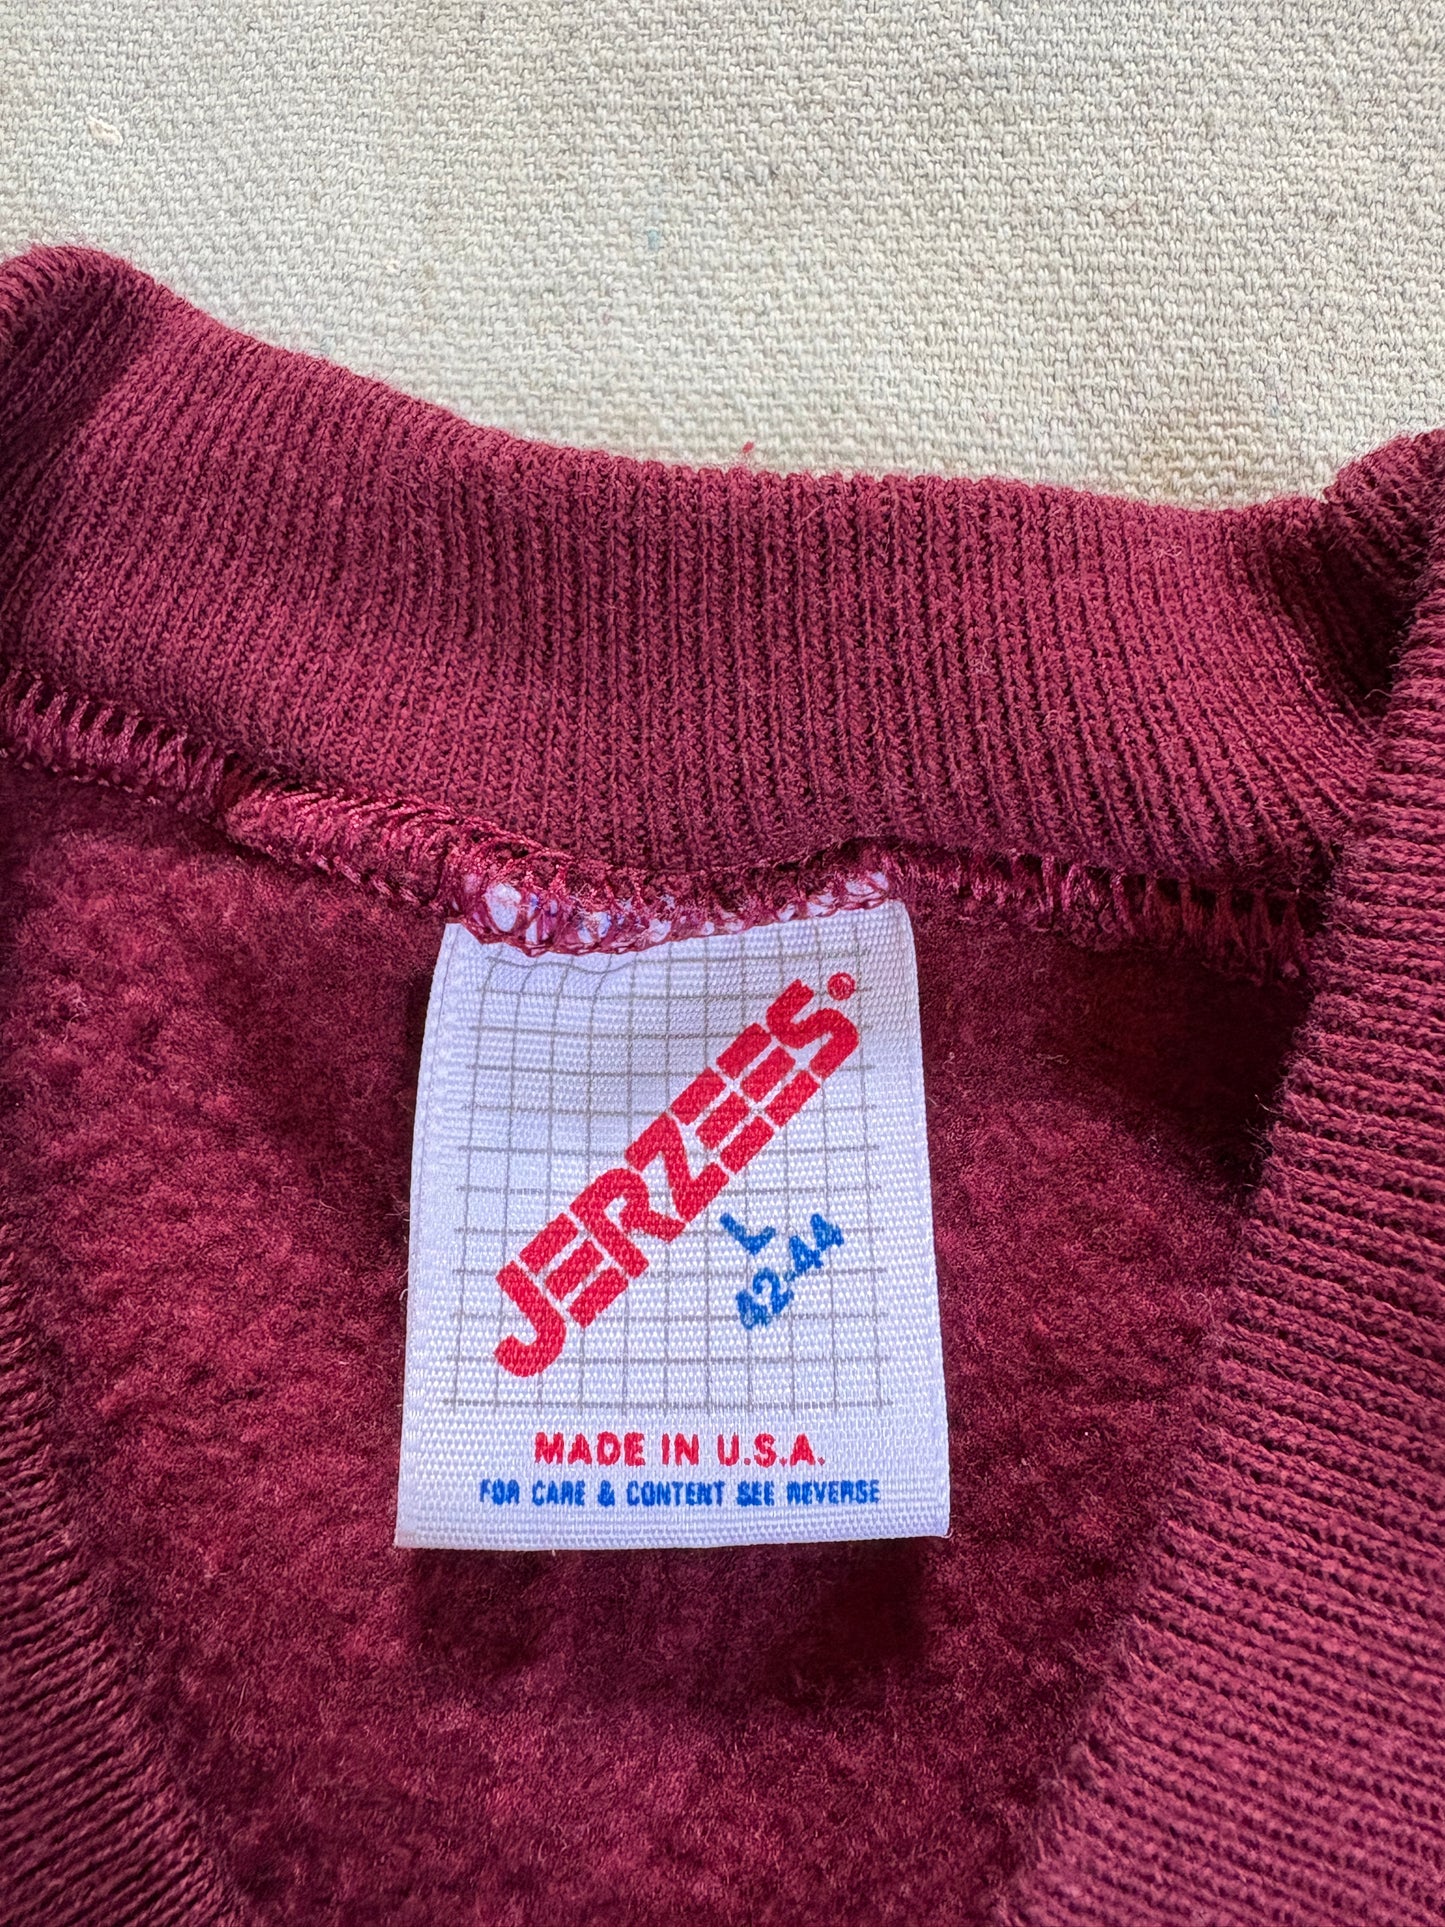 JERZEES
L
42-44
MADE IN U.S.A.
FOR CARE & CONTENT SEE REVERSE